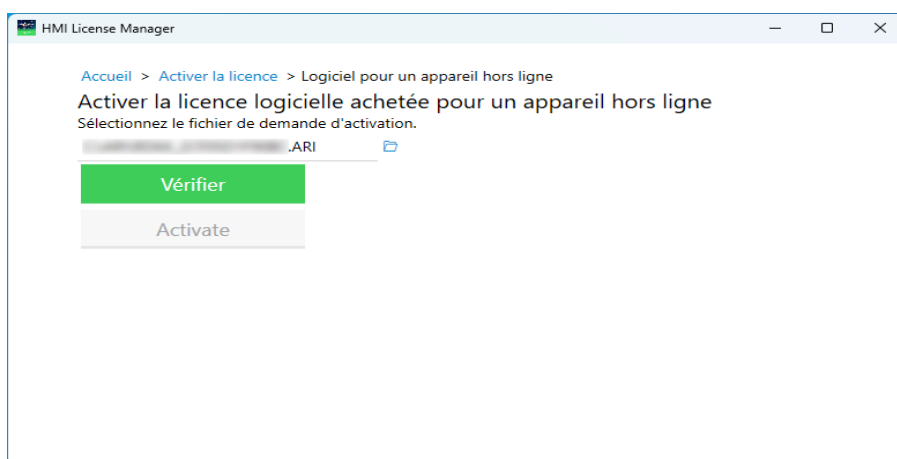 HMI License Manager
Accueil > Activer la licence > Logiciel pour un appareil hors ligne
Activer la licence logicielle achetée pour un appareil hors ligne
Sélectionnez le fichier de demande d'activation.
.ARI
Vérifier
Activate